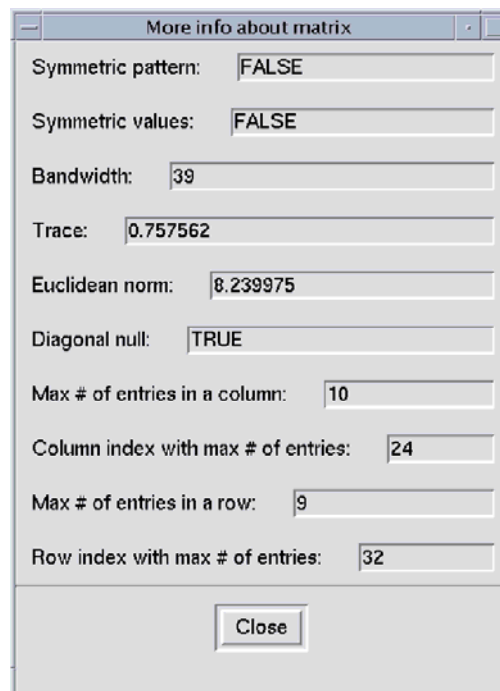 More info about matrix
Symmetric pattern: FALSE
Symmetric values: FALSE
Bandwidth: 39
Trace: 0.757562
Euclidean norm: 8.239975
Diagonal null: TRUE
Max # of entries in a column: 10
Column index with max # of entries: 24
Max # of entries in a row: 9
Row index with max # of entries: 32
Close